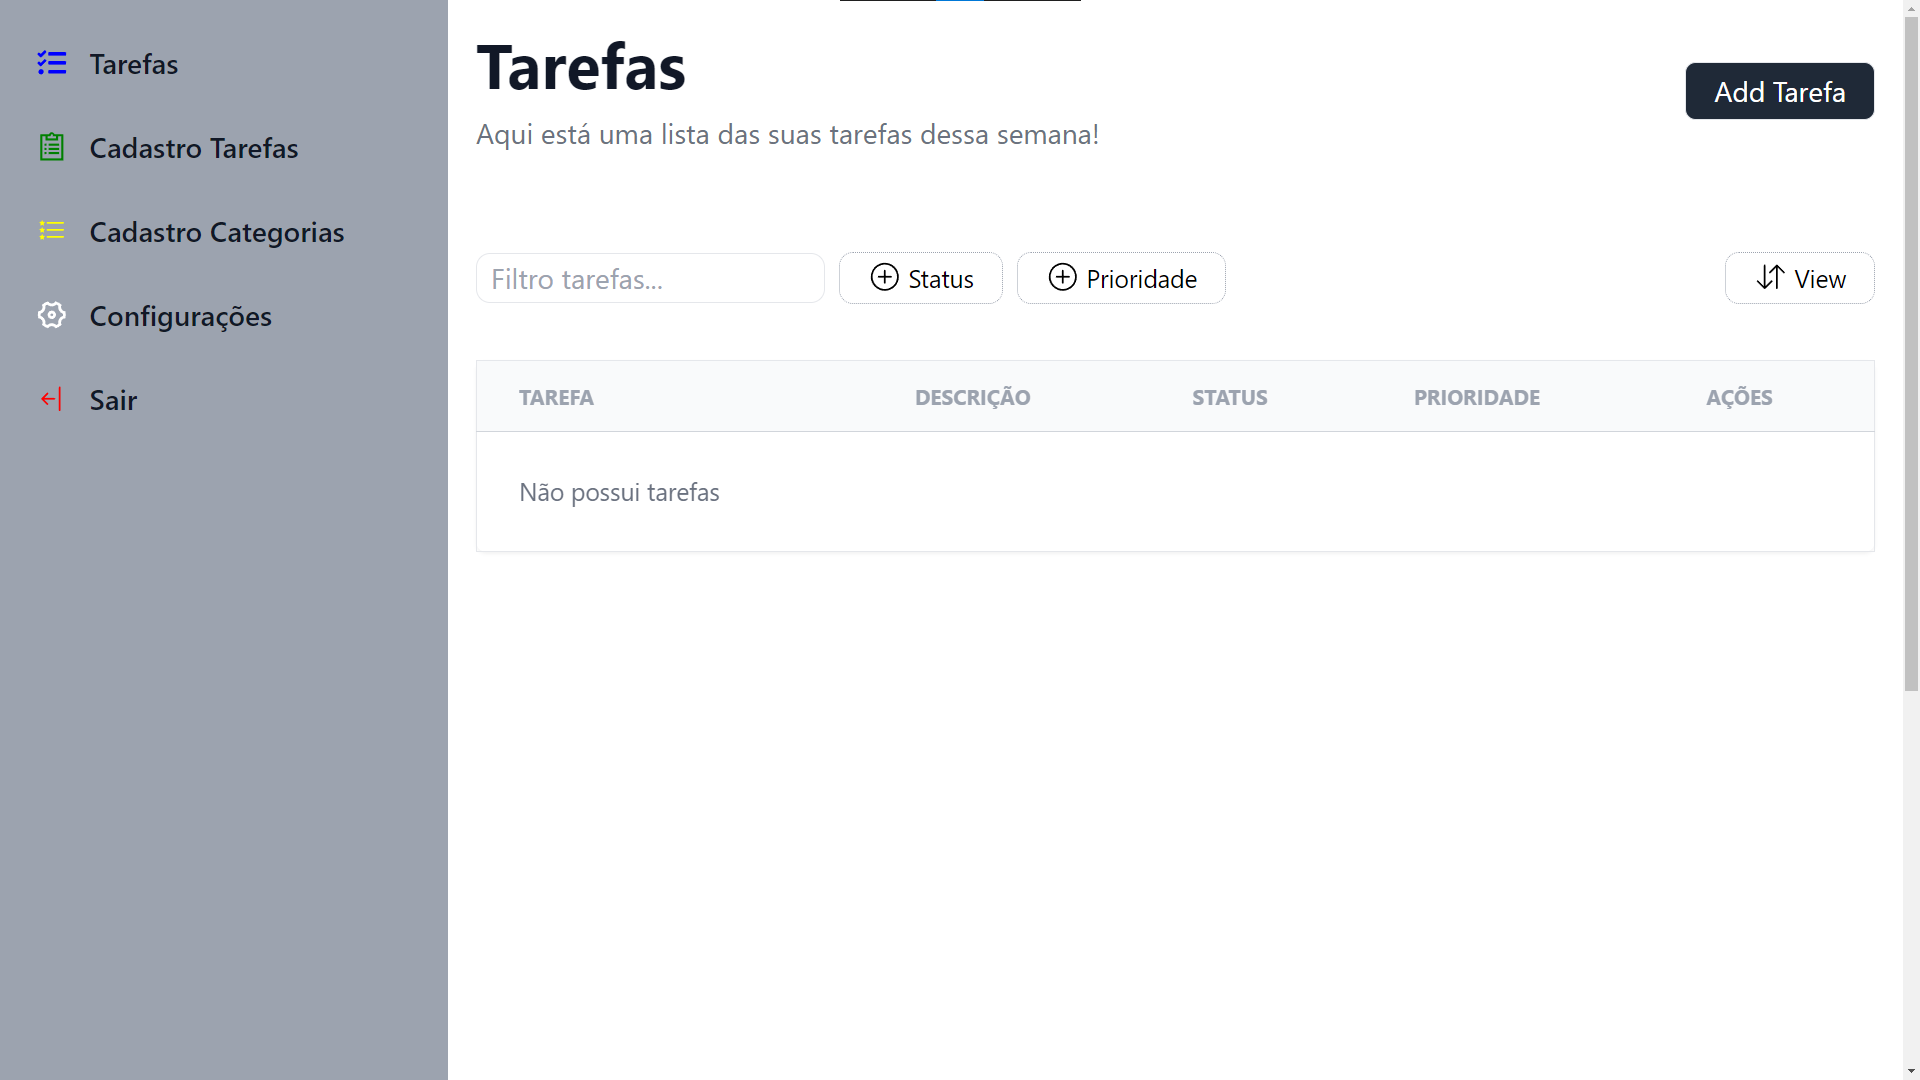 Tarefas
Cadastro Tarefas
Cadastro Categorias
Configurações
Sair
Tarefas
Aqui está uma lista das suas tarefas dessa semana!
Add Tarefa
Filtro tarefas...
Status
Prioridade
View
TAREFA DESCRIÇÃO STATUS PRIORIDADE AÇÕES
Não possui tarefas